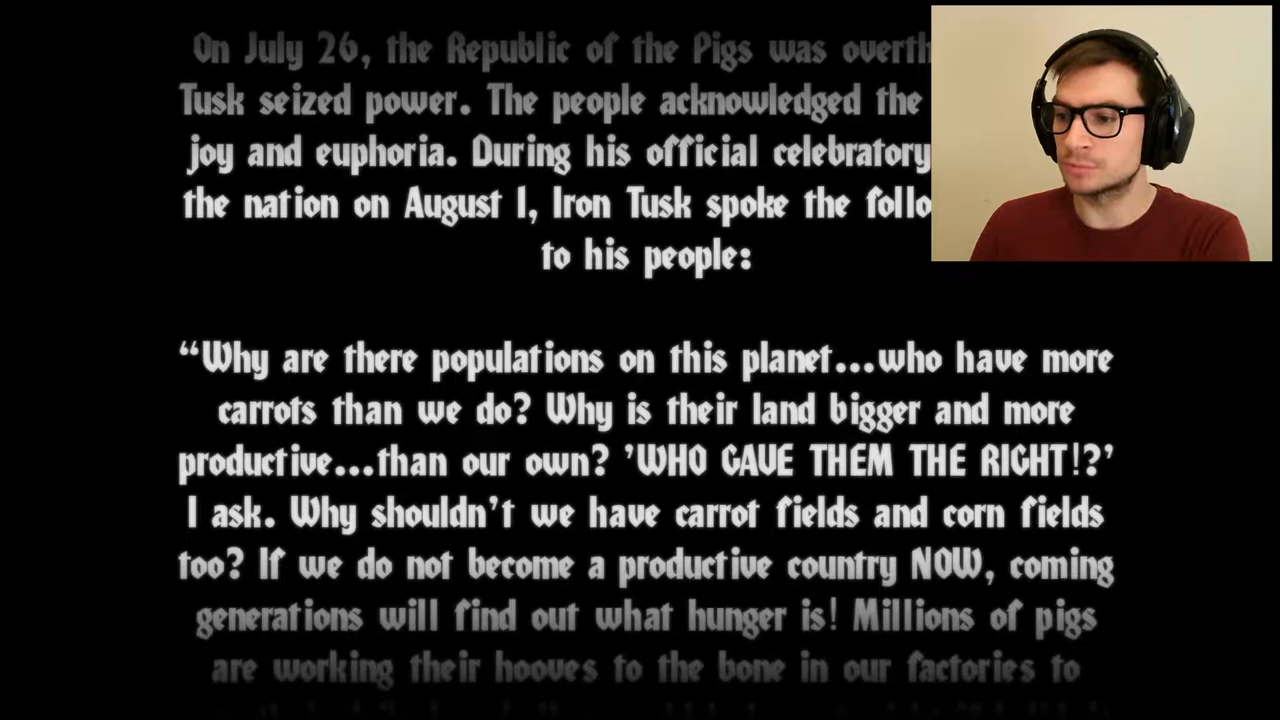 On July 26, the Republic of the Pigs was
Tusk seized power. The people acknowledged the
joy and euphoria. During his official celebratory
the nation on August 1, Iron Tusk spoke the
to his people:
“Why are there populations on this planet...who have more
carrots than we do? Why is their land bigger and more
productive...than our own? 'WHO GAVE THEM THE RIGHT!?'
I ask. Why shouldn't we have carrot fields and corn fields
too? If we do not become a productive country NOW, coming
generations will find out what hunger is! Millions of pigs
are working their hooves to the bone in our factories to